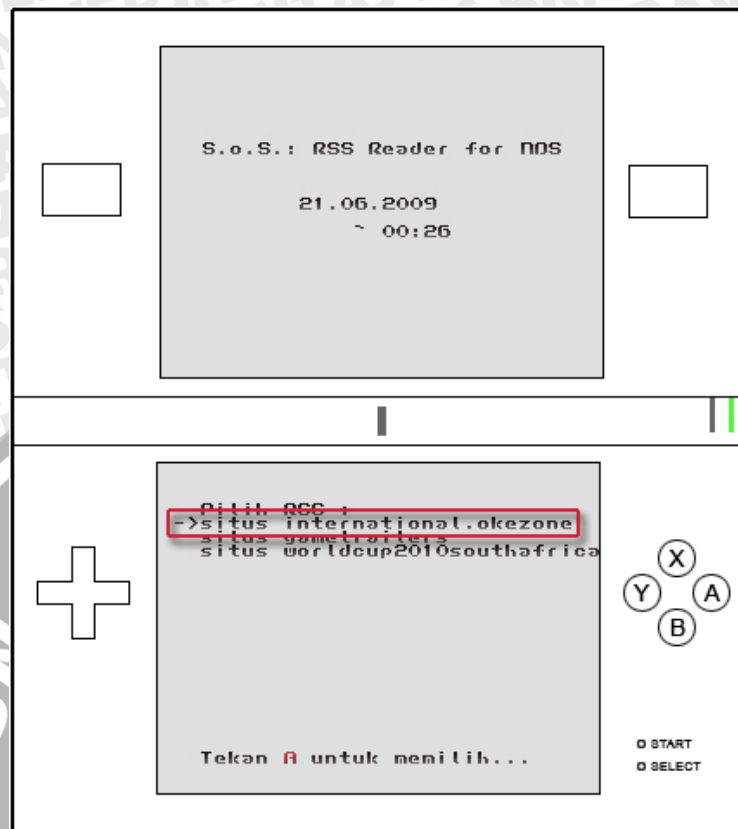 S.o.S.: RSS Reader for NDS
21.06.2009
~ 00:26
Pilih RSS :
->situs international.okezone
situs gametrailers
situs worldcup2010southafrica
X
Y
A
B
Tekan A untuk memilih...
START
SELECT